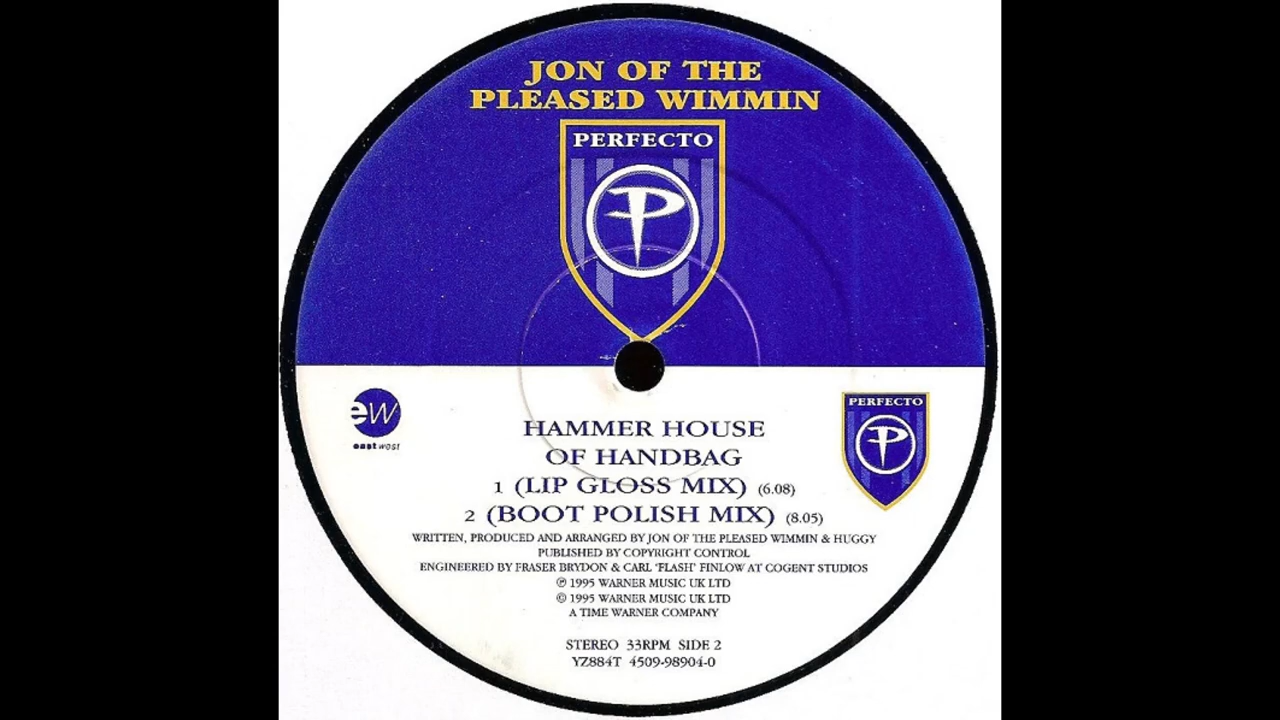 JON OF THE
PLEASED WIMMIN
PERFECTO
P
ew
eastwest
PERFECTO
P
HAMMER HOUSE
OF HANDBAG
1 (LIP GLOSS MIX) (6.08)
2 (BOOT POLISH MIX) (8.05)
WRITTEN, PRODUCED AND ARRANGED BY JON OF THE PLEASED WIMMIN & HUGGY
PUBLISHED BY COPYRIGHT CONTROL
ENGINEERED BY FRASER BRYDON & CARL 'FLASH' FINLOW AT COGENT STUDIOS
℗ 1995 WARNER MUSIC UK LTD
© 1995 WARNER MUSIC UK LTD
A TIME WARNER COMPANY
STEREO 33RPM SIDE 2
YZ884T 4509-98904-0